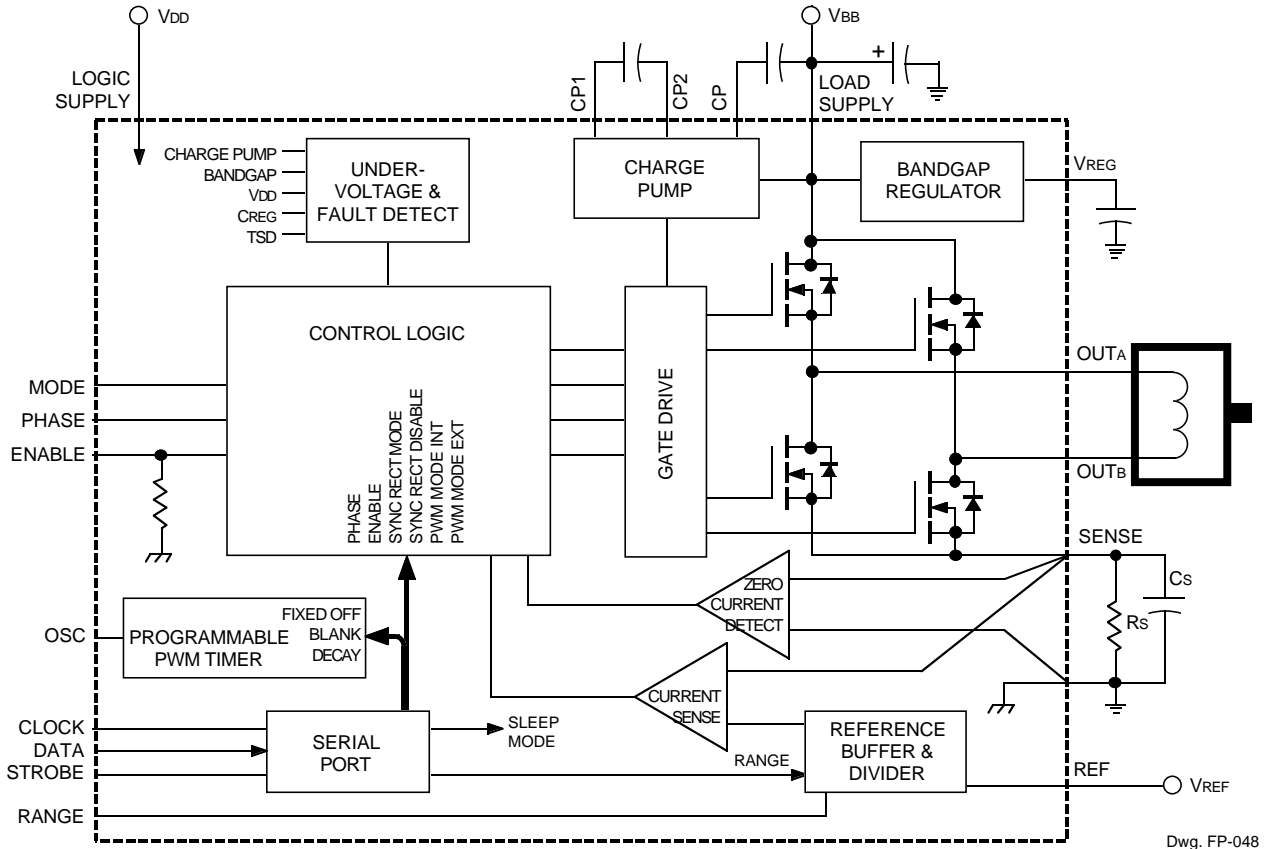 VDD
VBB
LOGIC
SUPPLY
CP1
CP2
CP
+
LOAD
SUPPLY
CHARGE PUMP
BANDGAP
VDD
CREG
TSD
UNDER-
VOLTAGE &
FAULT DETECT
CHARGE
PUMP
BANDGAP
REGULATOR
VREG
CONTROL LOGIC
MODE
PHASE
ENABLE
PHASE
ENABLE
SYNC RECT MODE
SYNC RECT DISABLE
PWM MODE INT
PWM MODE EXT
GATE DRIVE
OUTA
OUTB
SENSE
CS
RS
ZERO
CURRENT
DETECT
OSC
PROGRAMMABLE
PWM TIMER
FIXED OFF
BLANK
DECAY
CURRENT
SENSE
CLOCK
DATA
STROBE
SERIAL
PORT
SLEEP
MODE
RANGE
REFERENCE
BUFFER &
DIVIDER
REF
VREF
RANGE
Dwg. FP-048